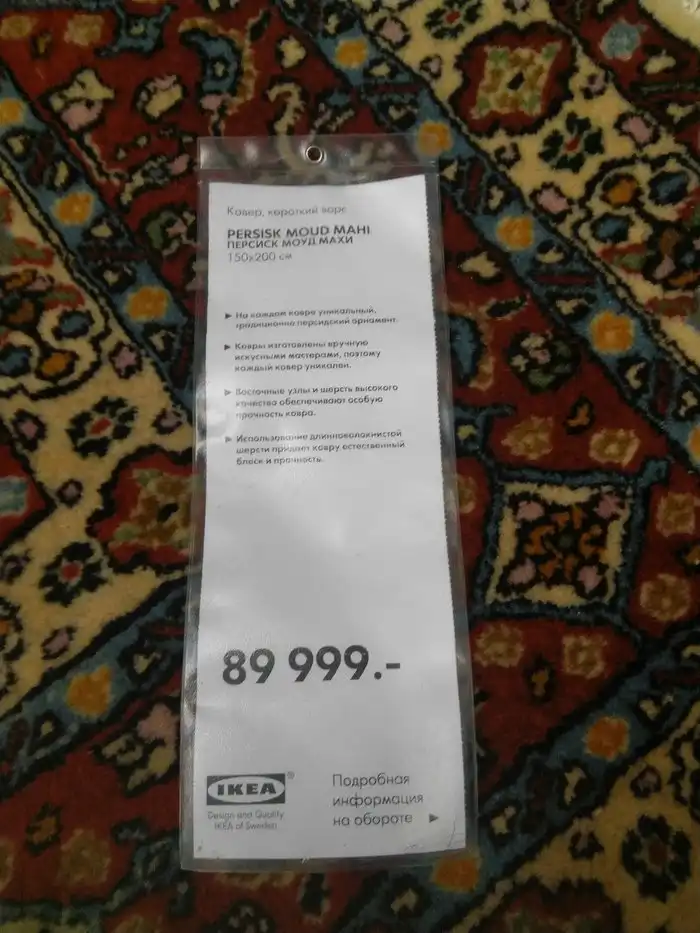 Ковер, короткий ворс
PERSISK MOUD MAHI
ПЕРСИСК МОУД МАХИ
150x200 см
► На каждом ковре уникальный,
традиционно персидский орнамент.
► Ковры изготовлены вручную
искусными мастерами, поэтому
каждый ковер уникален.
► Восточные узлы и шерсть высокого
качества обеспечивают особую
прочность ковра.
► Использование длинноволокнистой
шерсти придает ковру естественный
блеск и прочность.
89 999.-
IKEA®
Design and Quality
IKEA of Sweden
Подробная
информация
на обороте ►